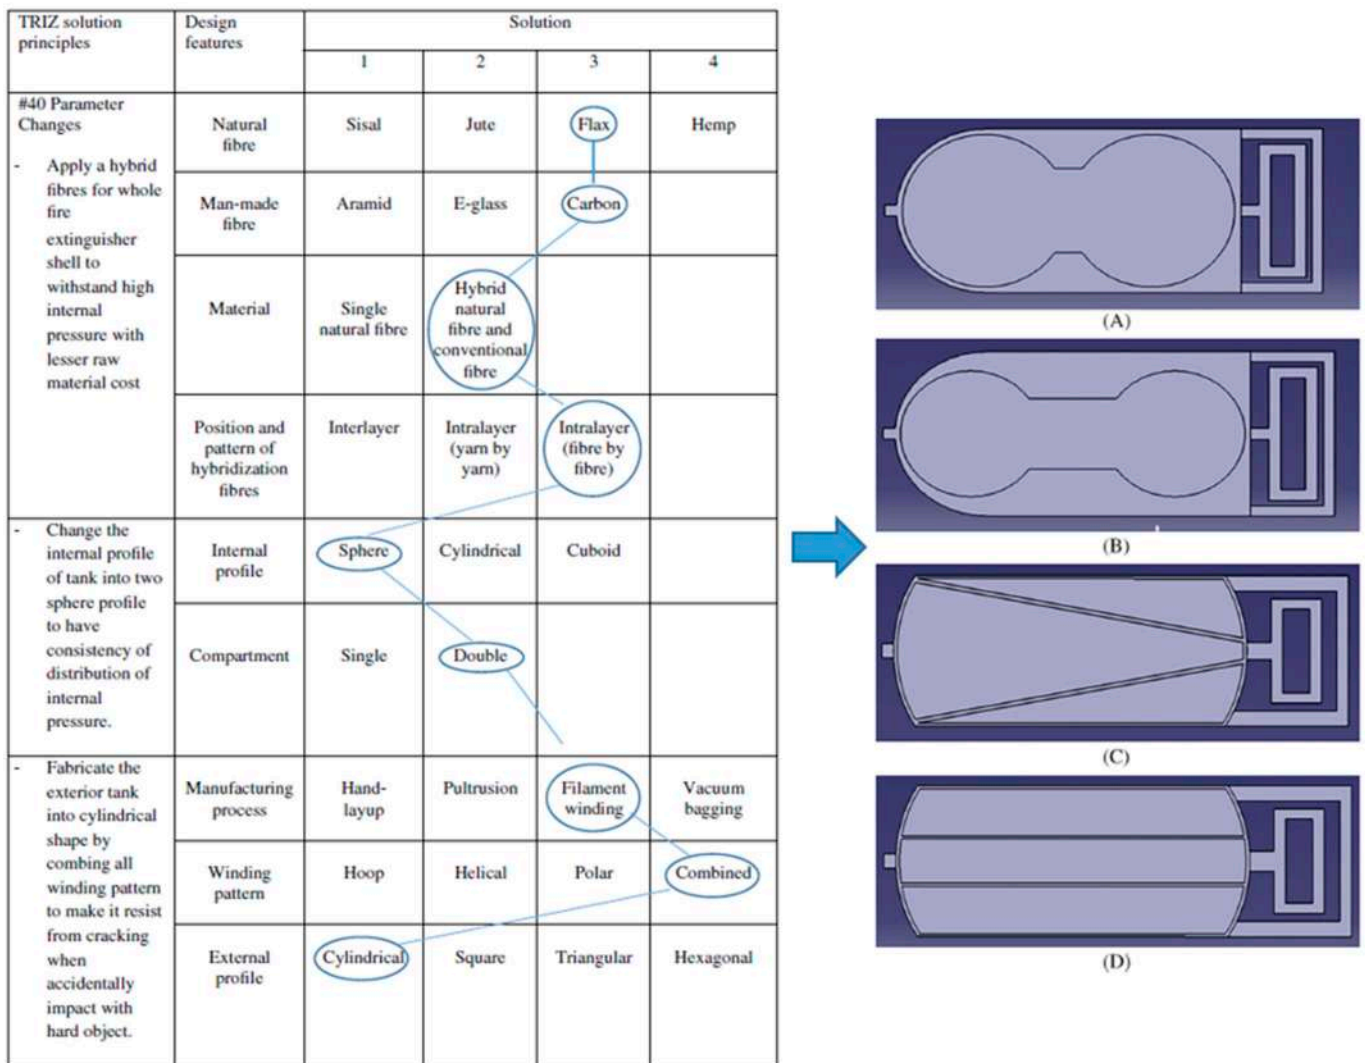 TRIZ solution
principles
Design
features
Solution
1
2
3
4
#40 Parameter
Changes
- Apply a hybrid
fibres for whole
fire
extinguisher
shell to
withstand high
internal
pressure with
lesser raw
material cost
Natural
fibre
Sisal
Jute
Flax
Hemp
Man-made
fibre
Aramid
E-glass
Carbon
Material
Single
natural fibre
Hybrid
natural
fibre and
conventional
fibre
Position and
pattern of
hybridization
fibres
Interlayer
Intralayer
(yarn by
yarn)
Intralayer
(fibre by
fibre)
- Change the
internal profile
of tank into two
sphere profile
to have
consistency of
distribution of
internal
pressure.
Internal
profile
Sphere
Cylindrical
Cuboid
Compartment
Single
Double
- Fabricate the
exterior tank
into cylindrical
shape by
combing all
winding pattern
to make it resist
from cracking
when
accidentally
impact with
hard object.
Manufacturing
process
Hand-
layup
Pultrusion
Filament
winding
Vacuum
bagging
Winding
pattern
Hoop
Helical
Polar
Combined
External
profile
Cylindrical
Square
Triangular
Hexagonal
(A)
(B)
(C)
(D)